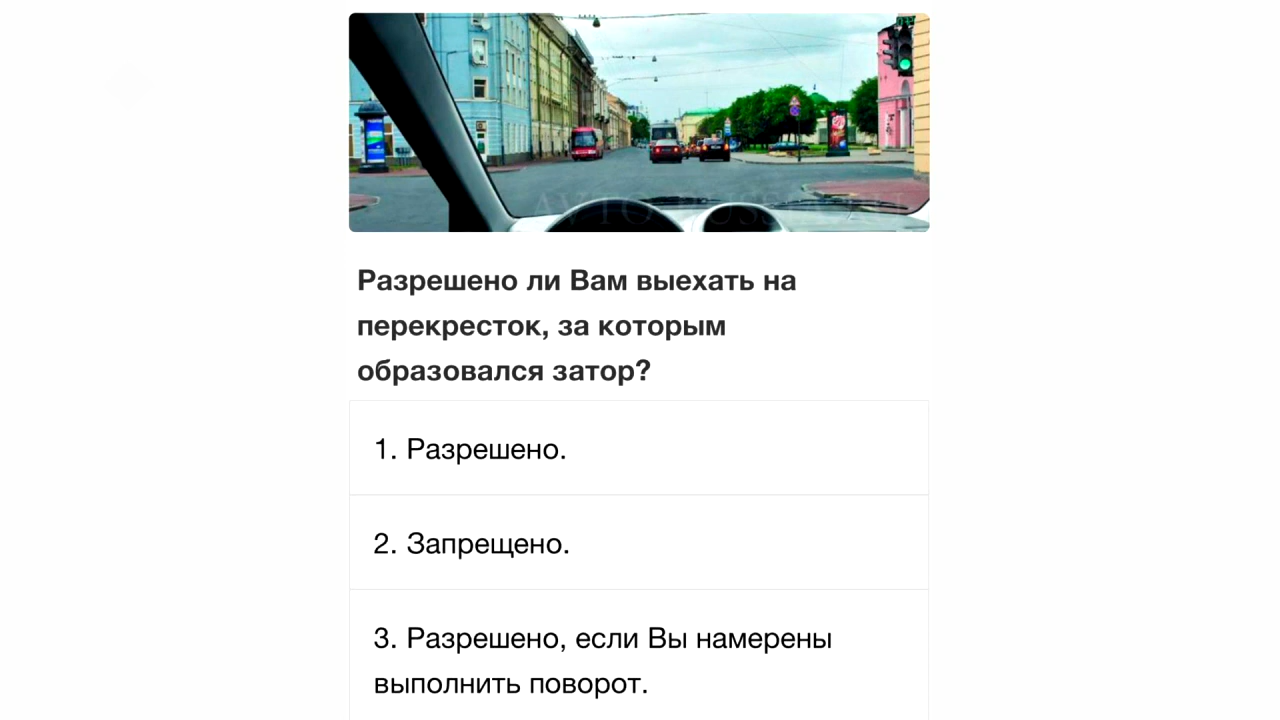 Разрешено ли Вам выехать на
перекресток, за которым
образовался затор?
1. Разрешено.
2. Запрещено.
3. Разрешено, если Вы намерены
выполнить поворот.